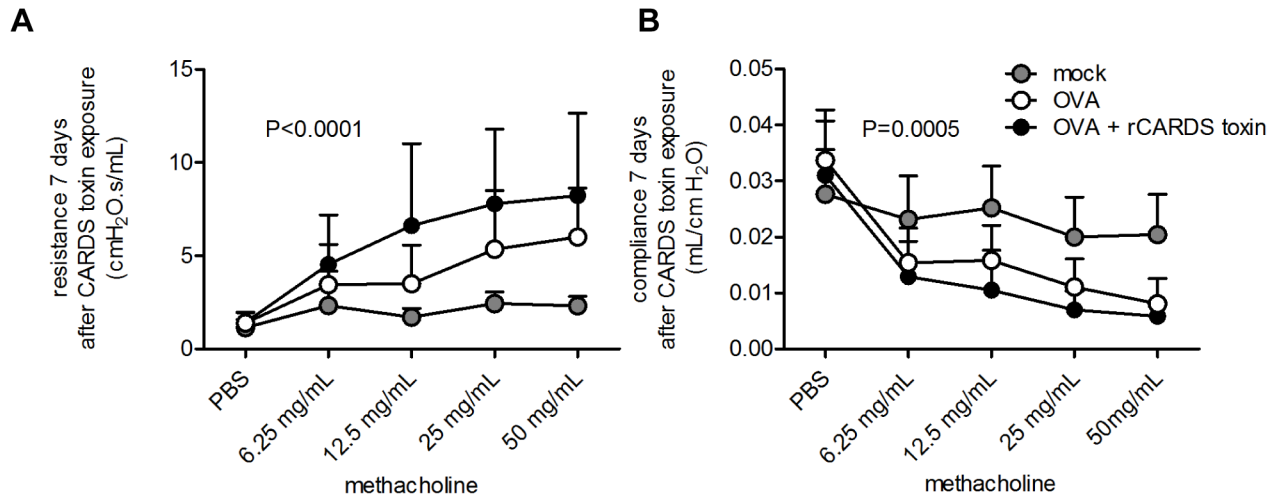 A
resistance 7 days
after CARDS toxin exposure
(cmH₂O.s/mL)
15
10
5
0
P<0.0001
PBS
6.25 mg/mL
12.5 mg/mL
25 mg/mL
50 mg/mL
methacholine
B
compliance 7 days
after CARDS toxin exposure
(mL/cm H₂O)
0.05
0.04
0.03
0.02
0.01
0.00
P=0.0005
mock
OVA
OVA + rCARDS toxin
PBS
6.25 mg/mL
12.5 mg/mL
25 mg/mL
50mg/mL
methacholine